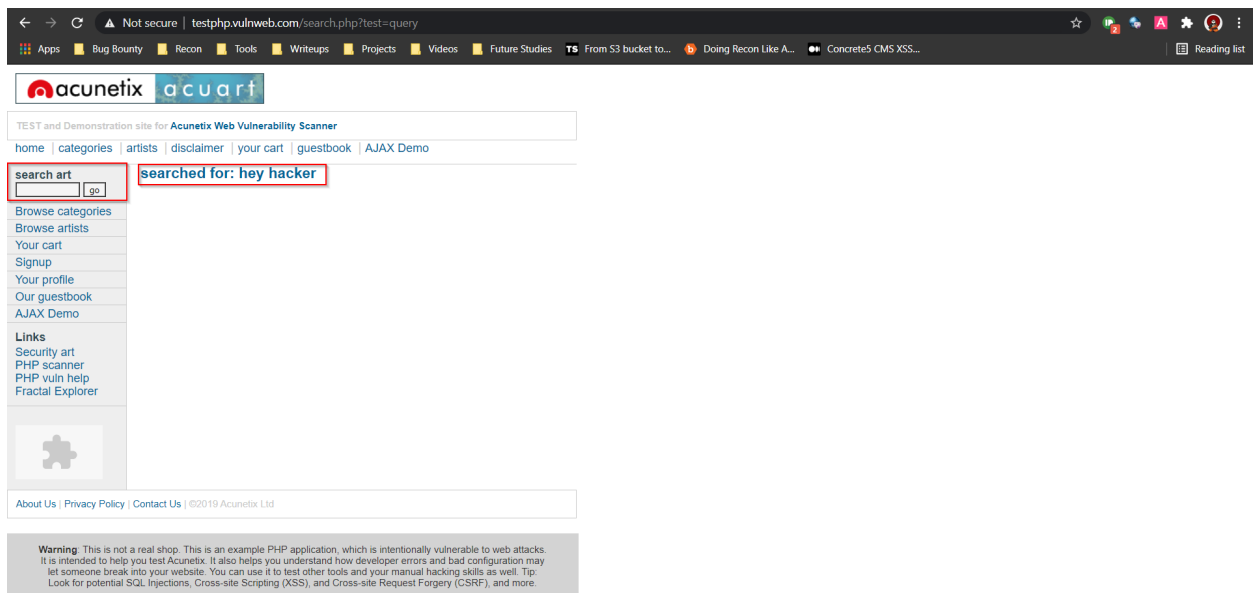 Not secure | testphp.vulnweb.com/search.php?test=query
Apps Bug Bounty Recon Tools Writeups Projects Videos Future Studies TS From S3 bucket to... b Doing Recon Like A... Concrete5 CMS XSS... Reading list
acunetix acuart
TEST and Demonstration site for Acunetix Web Vulnerability Scanner
home | categories | artists | disclaimer | your cart | guestbook | AJAX Demo
search art
go
searched for: hey hacker
Browse categories
Browse artists
Your cart
Signup
Your profile
Our guestbook
AJAX Demo
Links
Security art
PHP scanner
PHP vuln help
Fractal Explorer
About Us | Privacy Policy | Contact Us | ©2019 Acunetix Ltd
Warning: This is not a real shop. This is an example PHP application, which is intentionally vulnerable to web attacks.
It is intended to help you test Acunetix. It also helps you understand how developer errors and bad configuration may
let someone break into your website. You can use it to test other tools and your manual hacking skills as well. Tip:
Look for potential SQL Injections, Cross-site Scripting (XSS), and Cross-site Request Forgery (CSRF), and more.